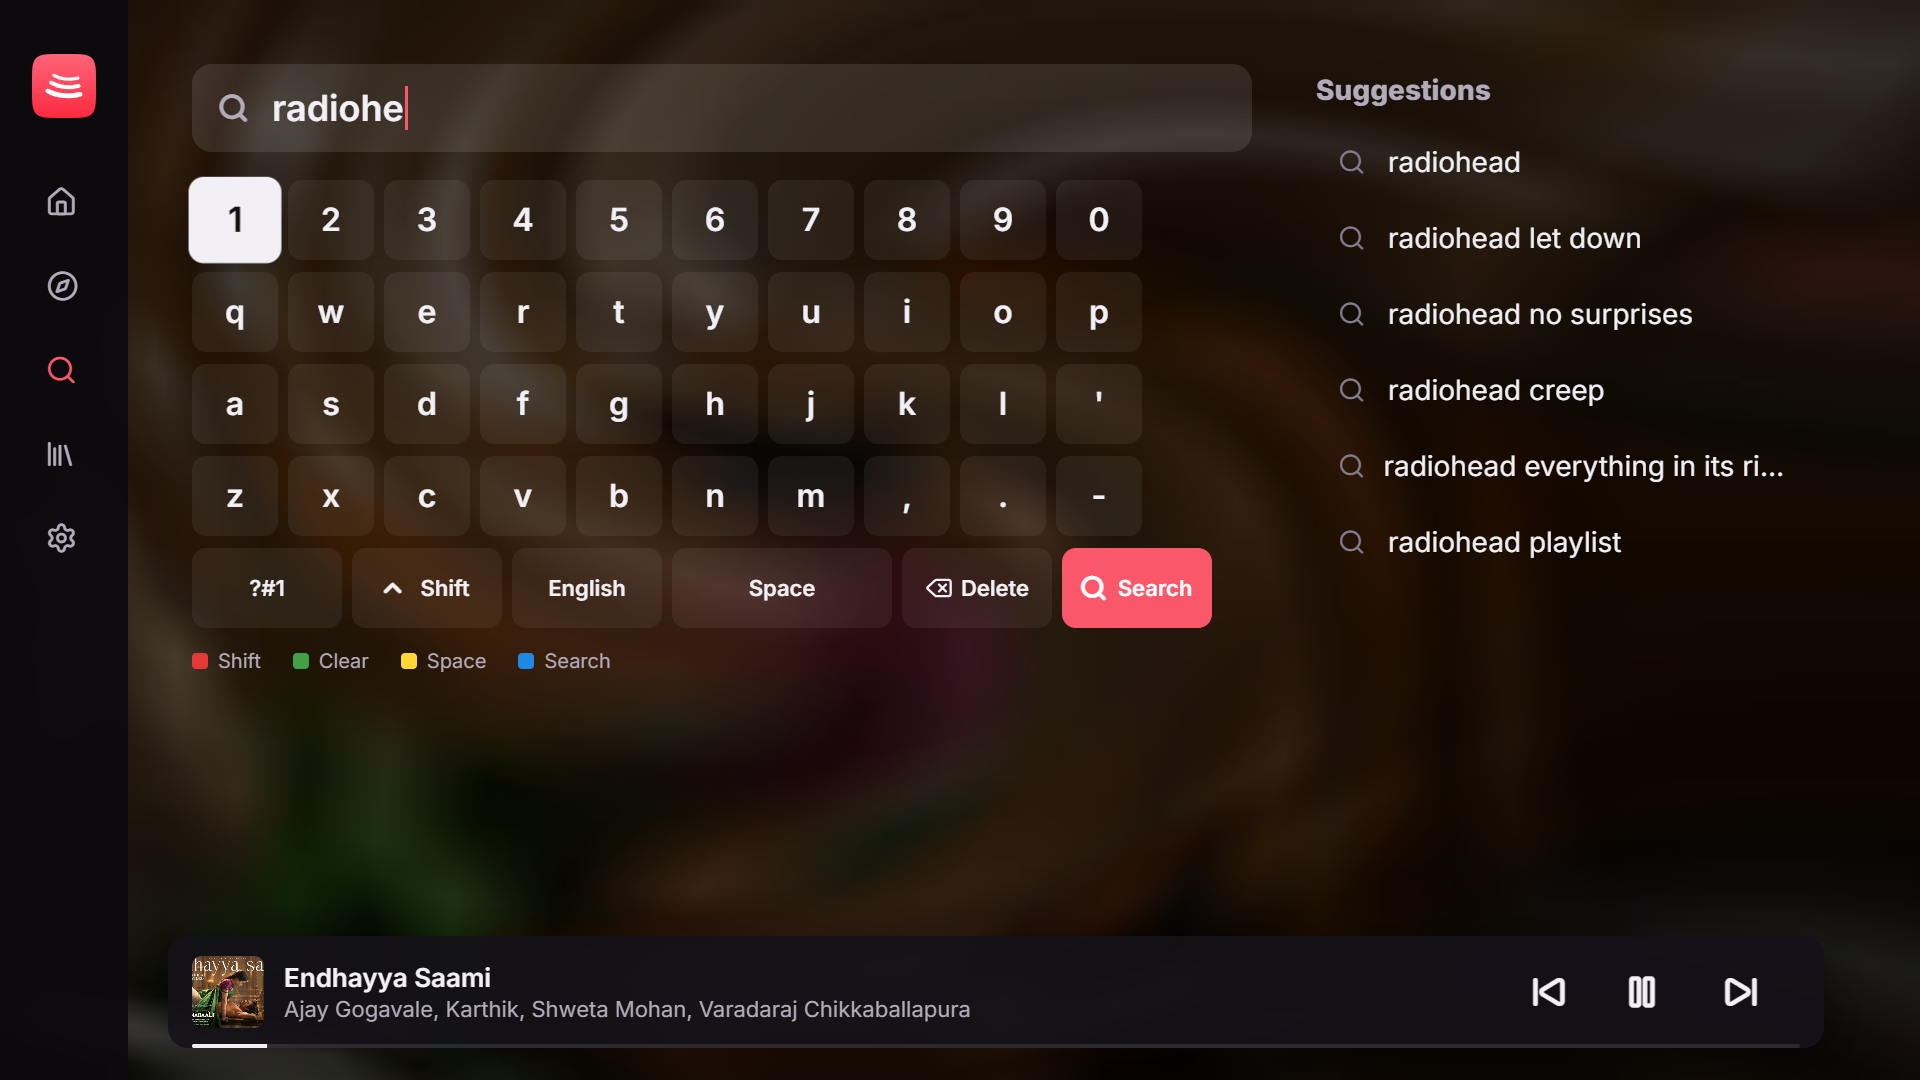 radiohe
1 2 3 4 5 6 7 8 9 0
q w e r t y u i o p
a s d f g h j k l '
z x c v b n m , . -
?#1 Shift English Space Delete Search
Shift Clear Space Search
Suggestions
radiohead
radiohead let down
radiohead no surprises
radiohead creep
radiohead everything in its ri...
radiohead playlist
hayya sa
Endhayya Saami
Ajay Gogavale, Karthik, Shweta Mohan, Varadaraj Chikkaballapura